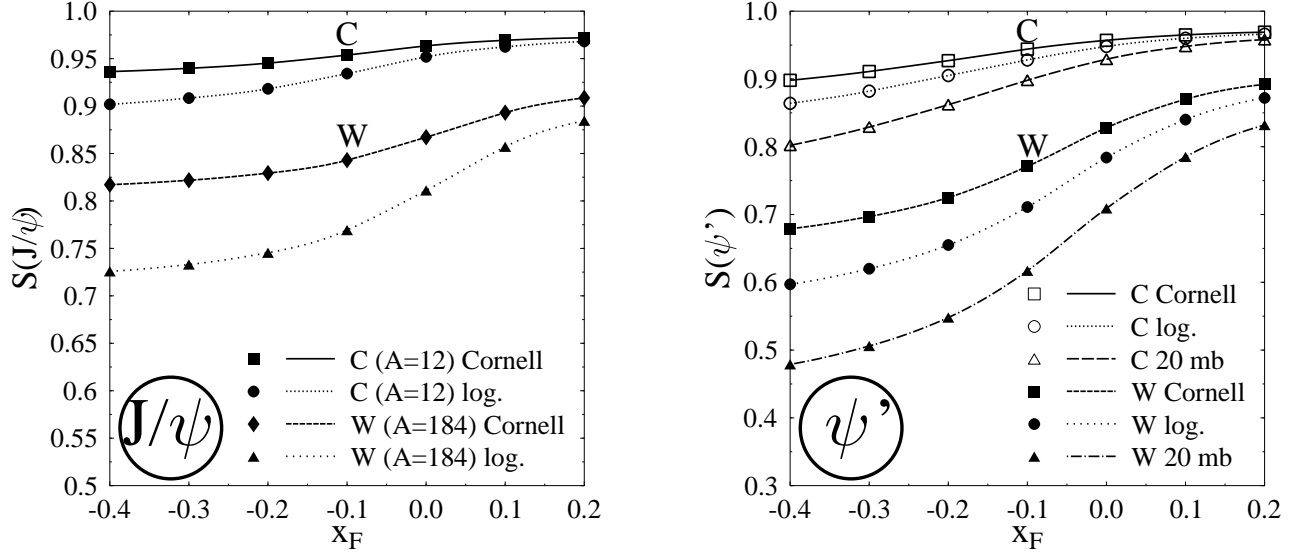 1.0
0.95
0.9
0.85
0.8
0.75
0.7
0.65
0.6
0.55
0.5
S(J/ψ)
C
W
C (A=12) Cornell
C (A=12) log.
W (A=184) Cornell
W (A=184) log.
J/ψ
-0.4 -0.3 -0.2 -0.1 0.0 0.1 0.2
x_F
1.0
0.9
0.8
0.7
0.6
0.5
0.4
0.3
S(ψ’)
C
W
C Cornell
C log.
C 20 mb
W Cornell
W log.
W 20 mb
ψ’
-0.4 -0.3 -0.2 -0.1 0.0 0.1 0.2
x_F